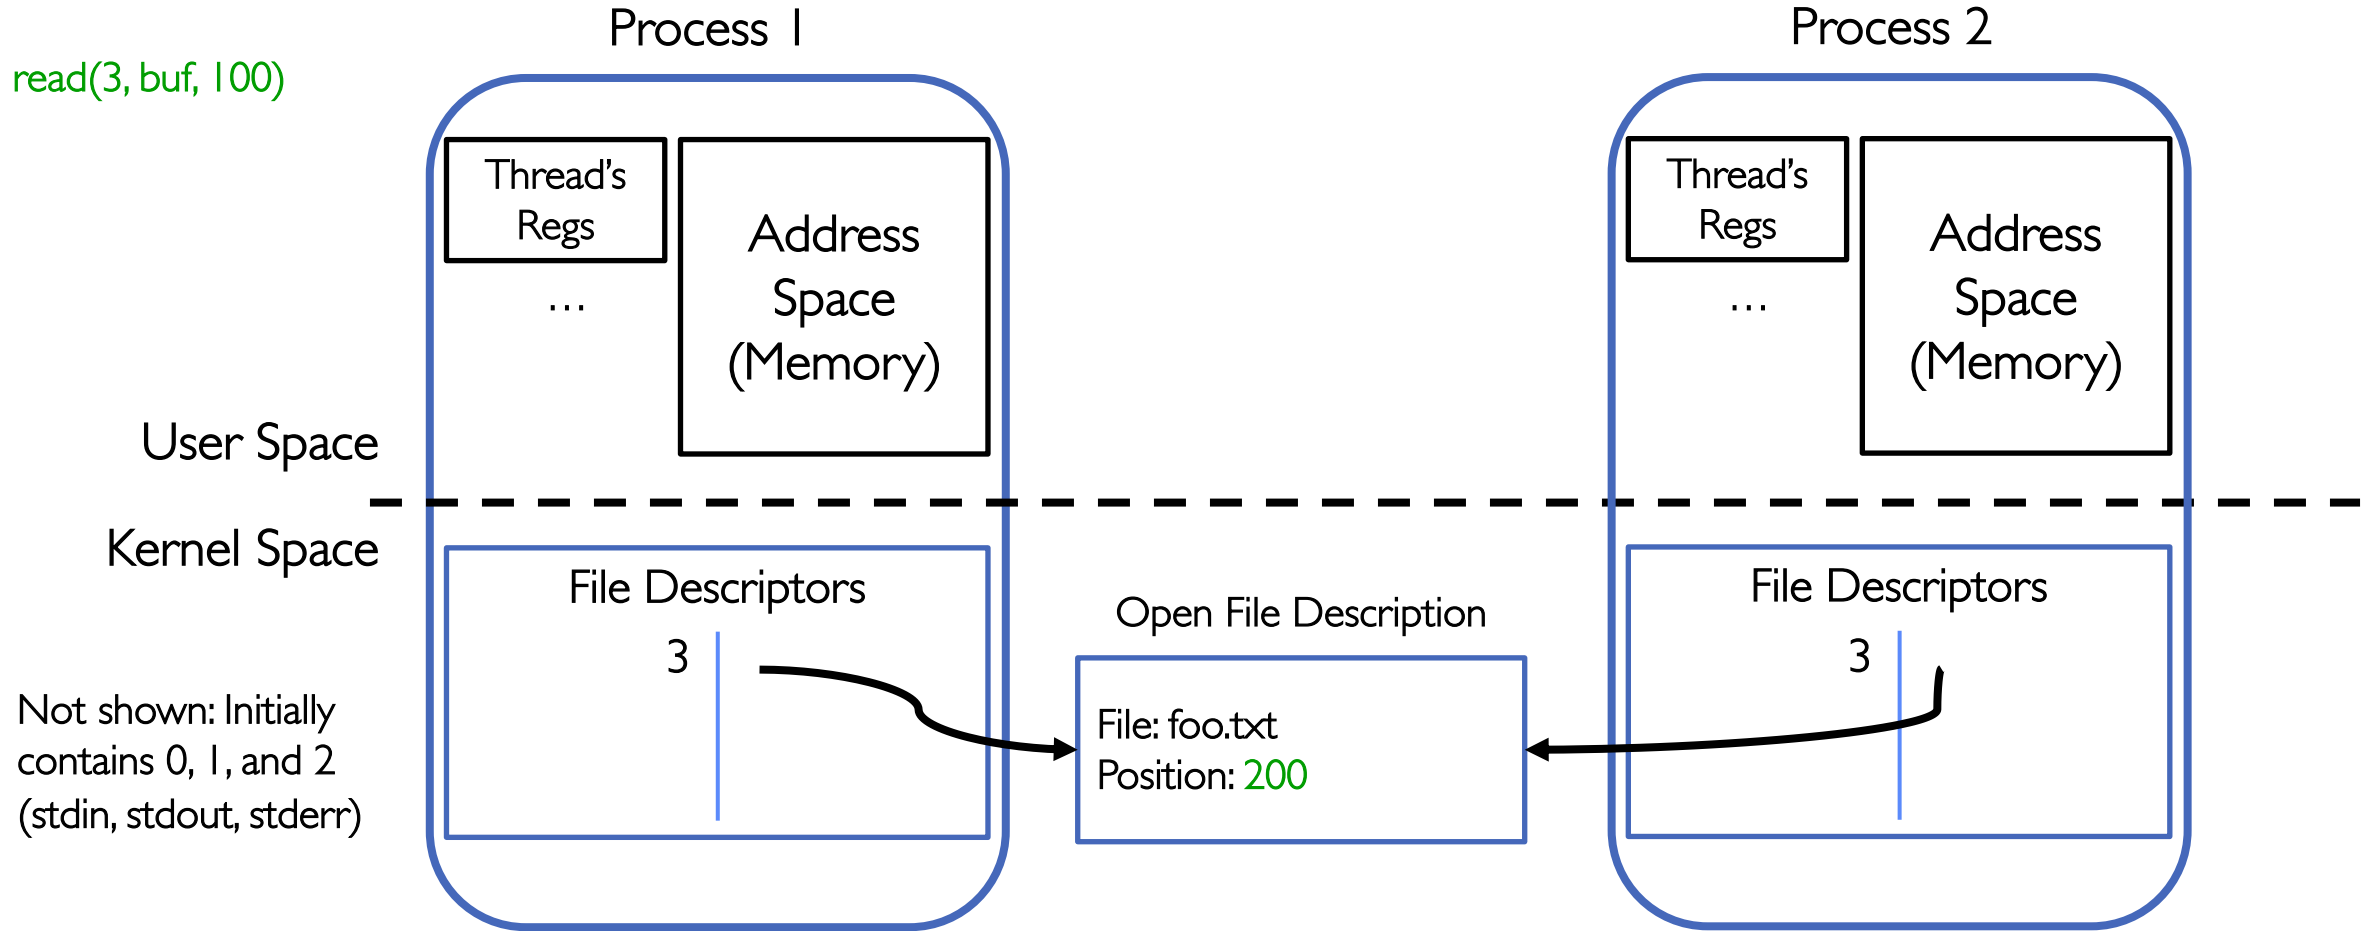 Process 1
Process 2
read(3, buf, 100)
Thread's
Regs
…
Address
Space
(Memory)
Thread's
Regs
…
Address
Space
(Memory)
User Space
Kernel Space
File Descriptors
3
Open File Description
File: foo.txt
Position: 200
File Descriptors
3
Not shown: Initially
contains 0, 1, and 2
(stdin, stdout, stderr)